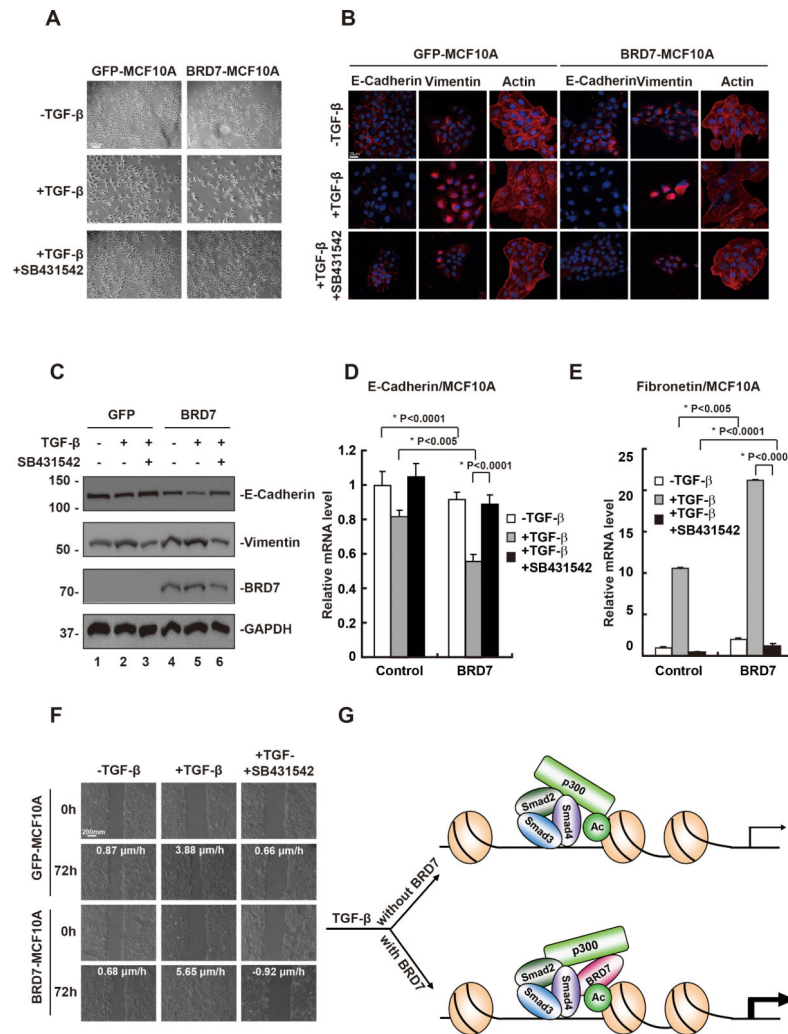 A
GFP-MCF10A BRD7-MCF10A
-TGF-β
+TGF-β
+TGF-β
+SB431542
B
GFP-MCF10A BRD7-MCF10A
E-Cadherin Vimentin Actin E-Cadherin Vimentin Actin
-TGF-β
+TGF-β
+TGF-β
+SB431542
C
GFP BRD7
TGF-β - + + - + +
SB431542 - - + - - +
150-
100-
-E-Cadherin
50-
-Vimentin
70-
-BRD7
37-
-GAPDH
1 2 3 4 5 6
D
E-Cadherin/MCF10A
* P<0.0001
* P<0.005
* P<0.0001
Relative mRNA level
1.2
1
0.8
0.6
0.4
0.2
0
-TGF-β
+TGF-β
+TGF-β
+SB431542
Control BRD7
E
Fibronetin/MCF10A
* P<0.005
* P<0.0001
* P<0.000
Relative mRNA level
25
20
15
10
5
0
-TGF-β
+TGF-β
+TGF-β
+SB431542
Control BRD7
F
-TGF-β +TGF-β +TGF-
+SB431542
GFP-MCF10A
0h
200mm
72h
0.87 μm/h 3.88 μm/h 0.66 μm/h
BRD7-MCF10A
0h
72h
0.68 μm/h 5.65 μm/h -0.92 μm/h
G
TGF-β
without BRD7
with BRD7
p300
Smad2
Smad3
Smad4
Ac
p300
Smad2
Smad3
Smad4
BRD7
Ac